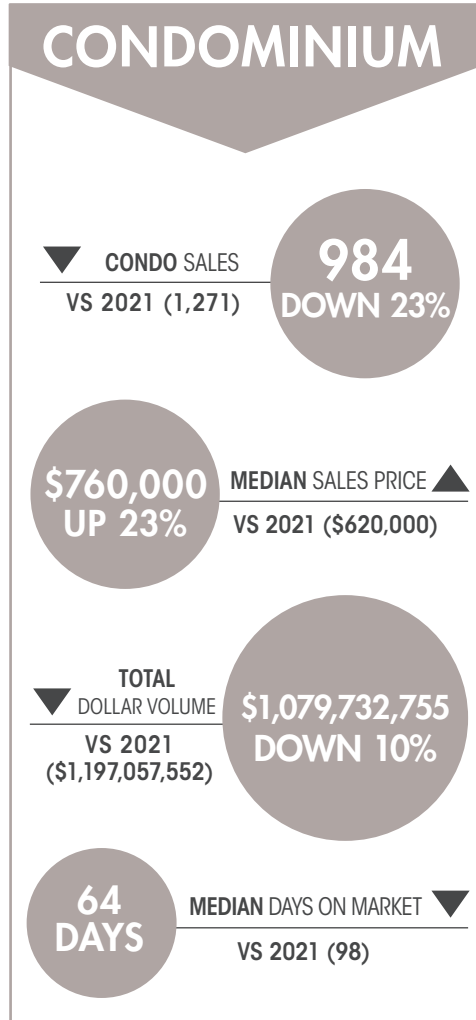 CONDOMINIUM
CONDO SALES
VS 2021 (1,271)
984
DOWN 23%
$760,000
UP 23%
MEDIAN SALES PRICE
VS 2021 ($620,000)
TOTAL
DOLLAR VOLUME
VS 2021
($1,197,057,552)
$1,079,732,755
DOWN 10%
64
DAYS
MEDIAN DAYS ON MARKET
VS 2021 (98)